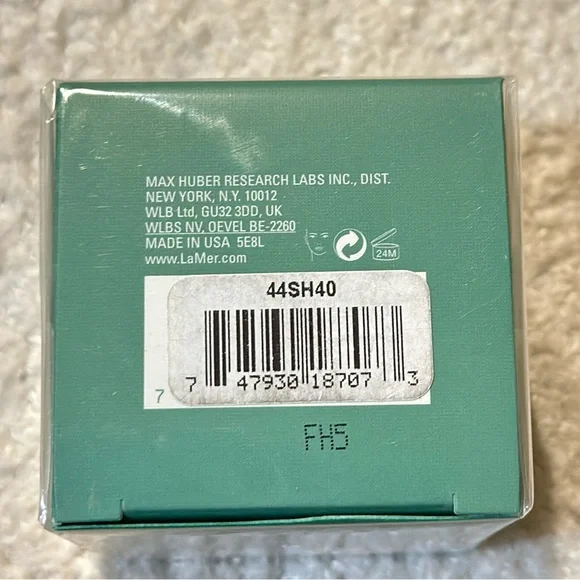 MAX HUBER RESEARCH LABS INC., DIST.
NEW YORK, N.Y. 10012
WLB Ltd, GU32 3DD, UK
WLBS NV, OEVEL BE-2260
MADE IN USA 5E8L
www.LaMer.com
24M
44SH40
7 47930 18707 3
7
FH5